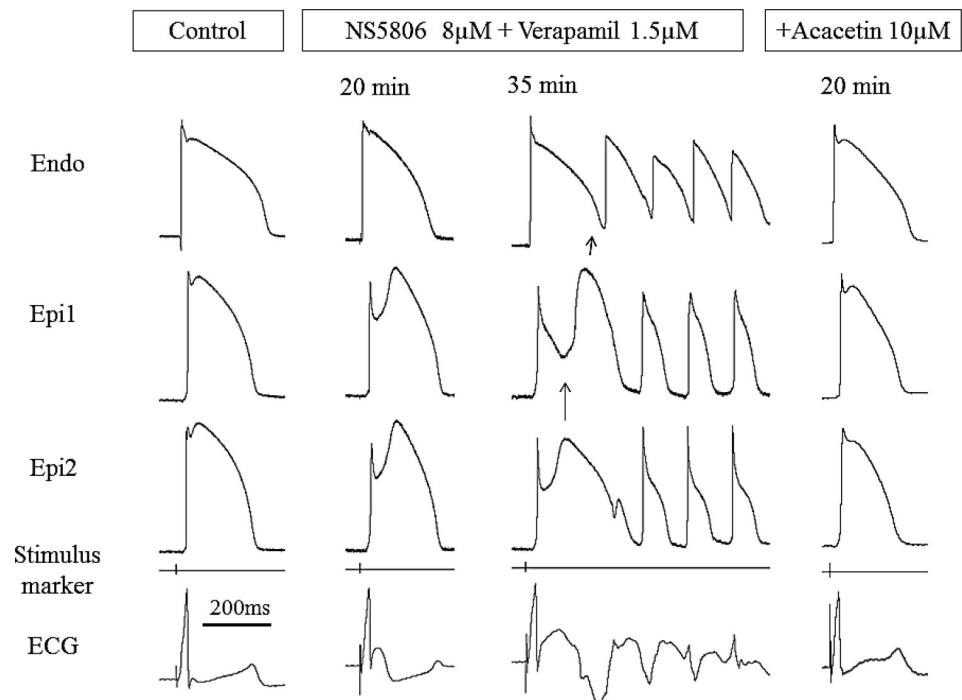 Control
NS5806 8µM + Verapamil 1.5µM
+Acacetin 10µM
20 min
35 min
20 min
Endo
Epi1
Epi2
Stimulus
marker
200ms
ECG